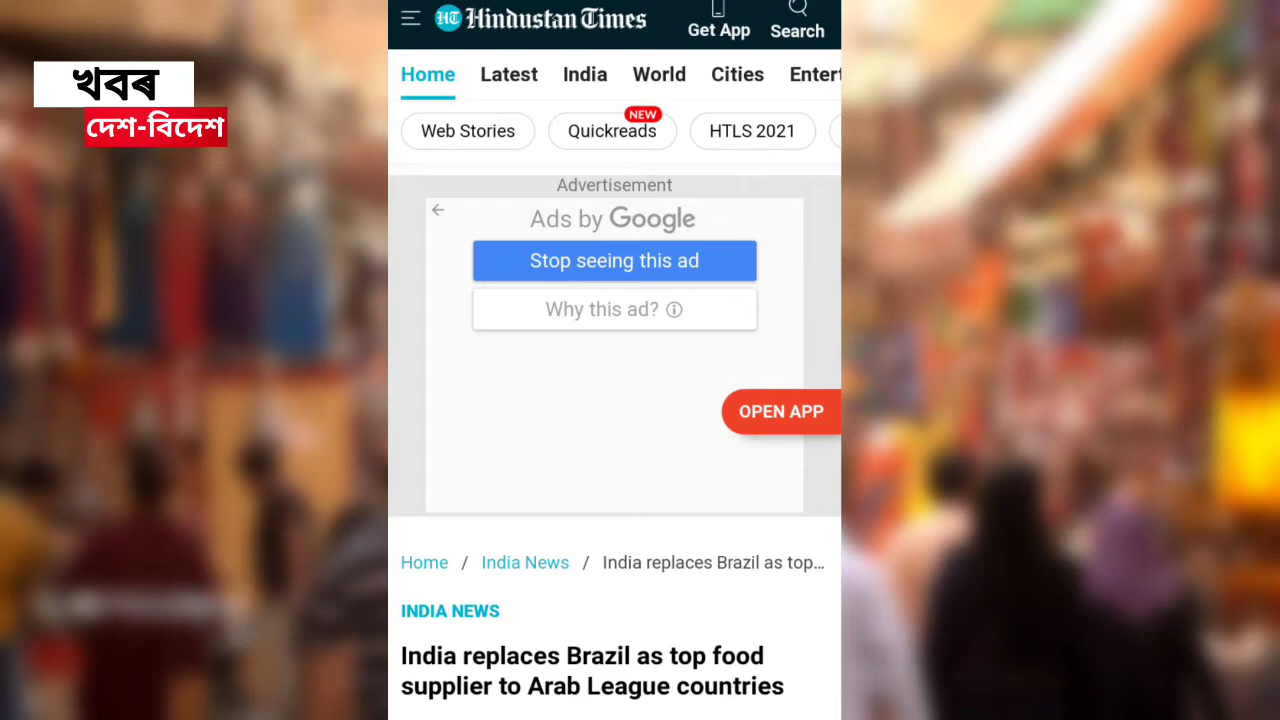 খবৰ
দেশ-বিদেশ
HT Hindustan Times
Get App
Search
Home Latest India World Cities Entert
Web Stories Quickreads NEW HTLS 2021
Advertisement
Ads by Google
Stop seeing this ad
Why this ad?
OPEN APP
Home / India News / India replaces Brazil as top...
INDIA NEWS
India replaces Brazil as top food
supplier to Arab League countries